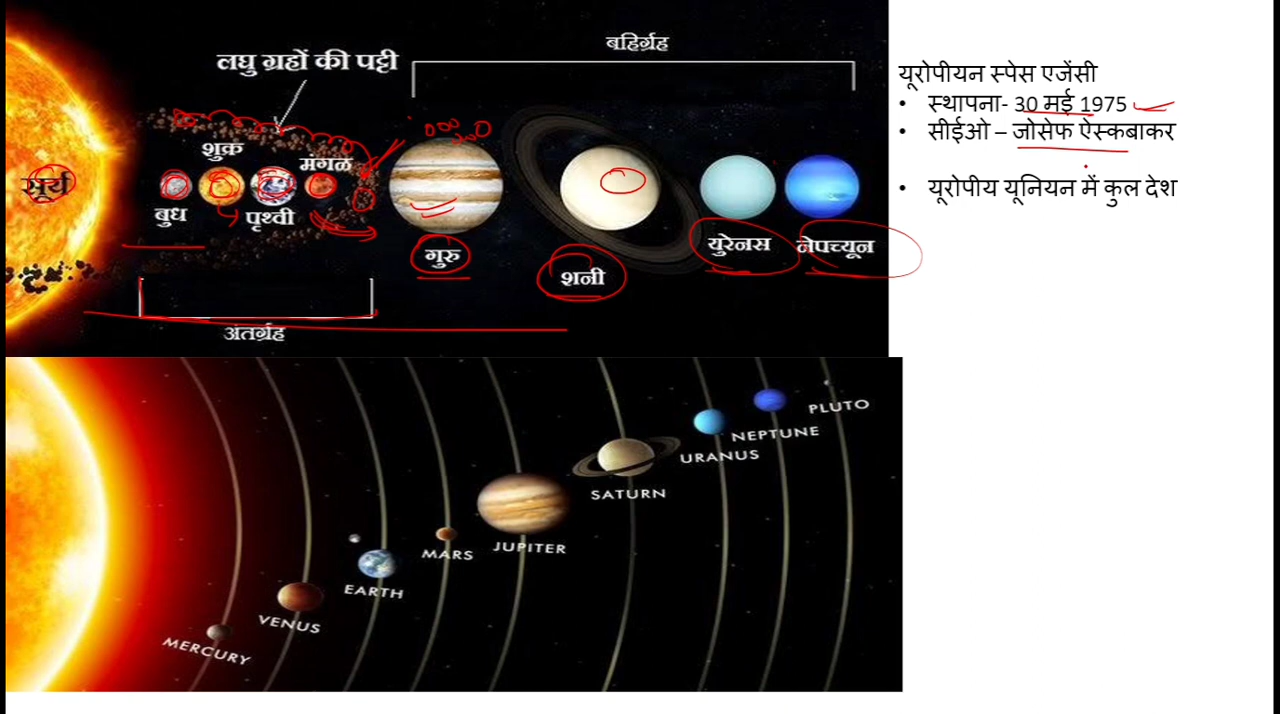 बहिर्ग्रह
लघु ग्रहों की पट्टी
शुक्र
मंगळ
सूर्य
बुध
पृथ्वी
गुरु
शनी
युरेनस
नेपच्यून
अंतर्ग्रह
यूरोपीयन स्पेस एजेंसी
• स्थापना- 30 मई 1975
• सीईओ – जोसेफ ऐस्कबाकर
• यूरोपीय यूनियन में कुल देश
PLUTO
NEPTUNE
URANUS
SATURN
JUPITER
MARS
EARTH
VENUS
MERCURY